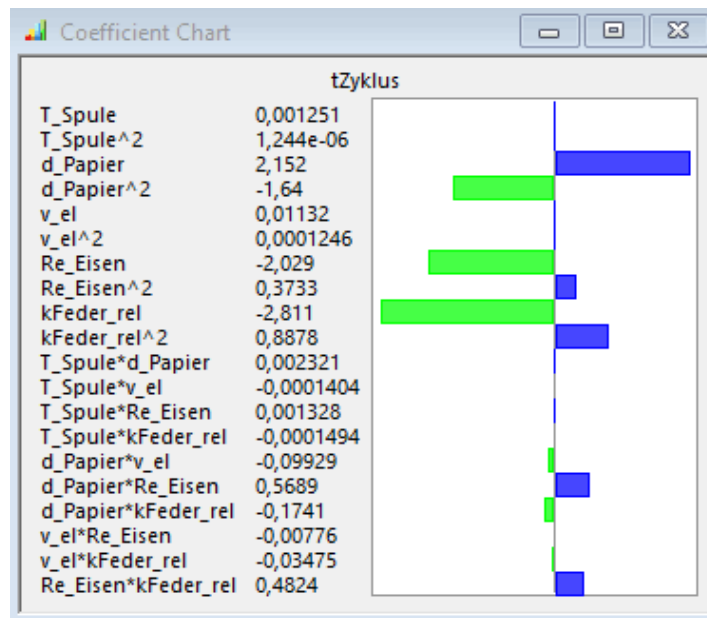 Coefficient Chart
tZyklus
T_Spule 0,001251
T_Spule^2 1,244e-06
d_Papier 2,152
d_Papier^2 -1,64
v_el 0,01132
v_el^2 0,0001246
Re_Eisen -2,029
Re_Eisen^2 0,3733
kFeder_rel -2,811
kFeder_rel^2 0,8878
T_Spule*d_Papier 0,002321
T_Spule*v_el -0,0001404
T_Spule*Re_Eisen 0,001328
T_Spule*kFeder_rel -0,0001494
d_Papier*v_el -0,09929
d_Papier*Re_Eisen 0,5689
d_Papier*kFeder_rel -0,1741
v_el*Re_Eisen -0,00776
v_el*kFeder_rel -0,03475
Re_Eisen*kFeder_rel 0,4824